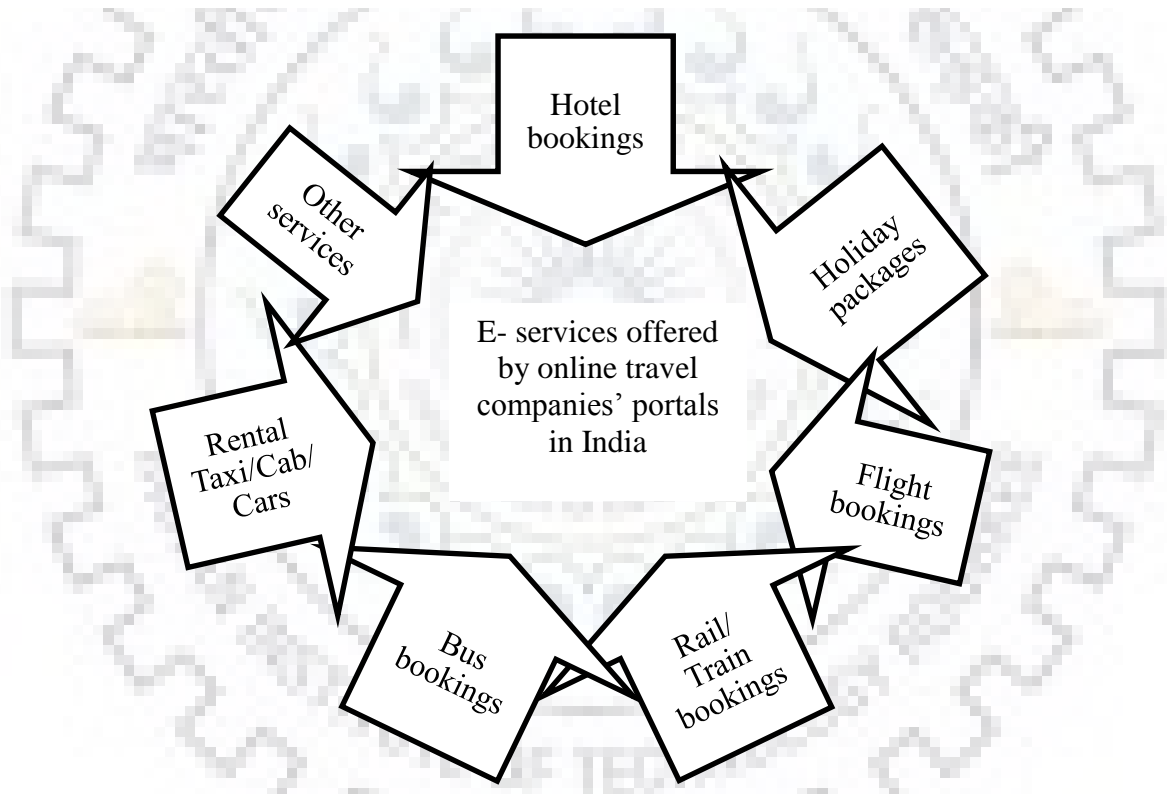 Hotel
bookings
Holiday
packages
Flight
bookings
Rail/
Train
bookings
Bus
bookings
Rental
Taxi/Cab/
Cars
Other
services
E- services offered
by online travel
companies’ portals
in India